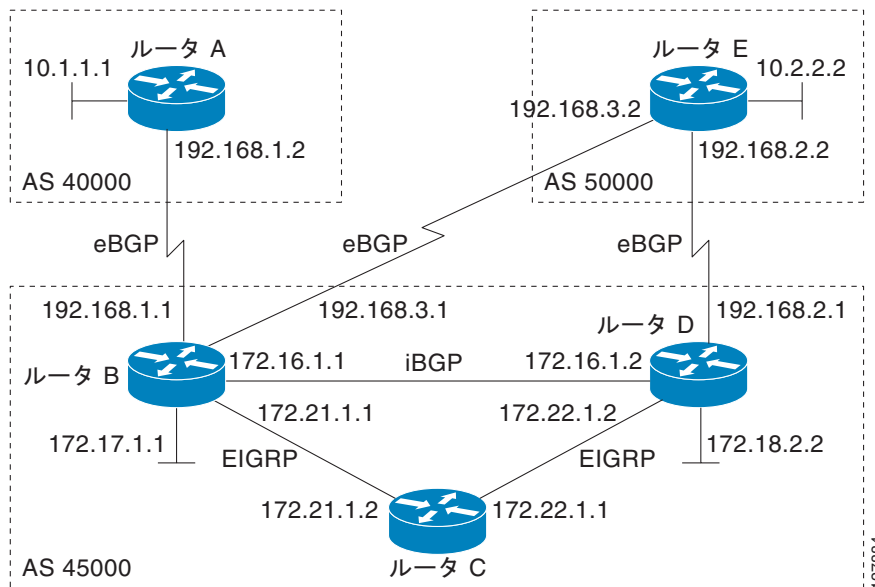 ルータ A
10.1.1.1
192.168.1.2
AS 40000
ルータ E
10.2.2.2
192.168.3.2
192.168.2.2
AS 50000
eBGP
eBGP
eBGP
192.168.1.1
192.168.3.1
192.168.2.1
ルータ D
ルータ B
172.16.1.1
iBGP
172.16.1.2
172.21.1.1
172.22.1.2
172.17.1.1
172.18.2.2
EIGRP
EIGRP
172.21.1.2
172.22.1.1
AS 45000
ルータ C